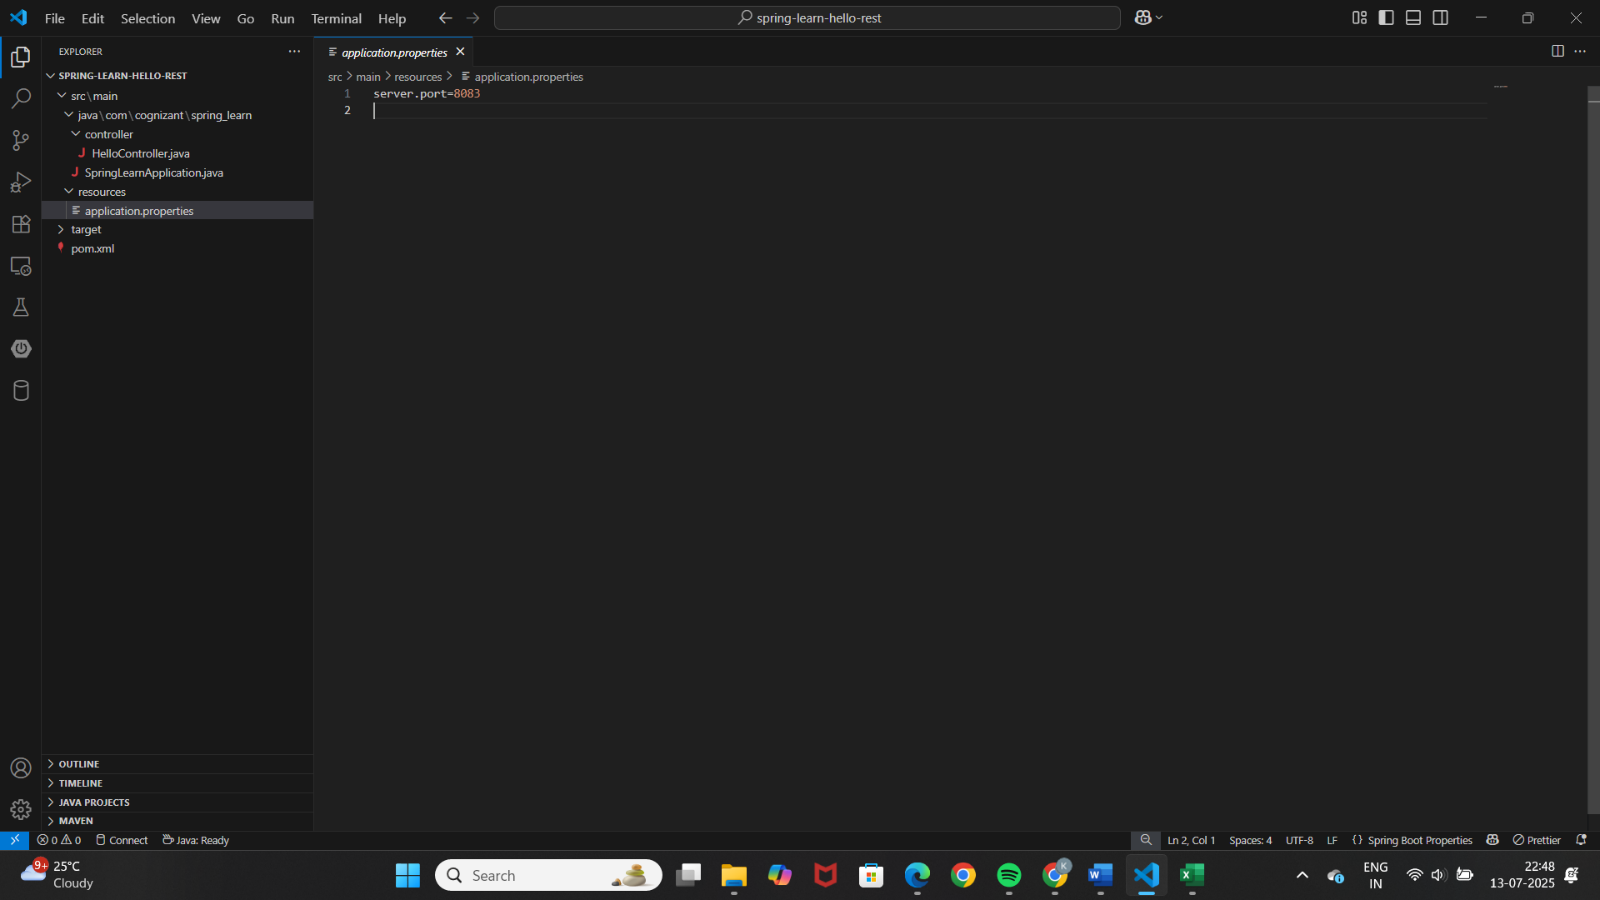 File Edit Selection View Go Run Terminal Help
spring-learn-hello-rest
EXPLORER
application.properties
SPRING-LEARN-HELLO-REST
src > main > resources > application.properties
src\main
java\com\cognizant\spring_learn
controller
HelloController.java
SpringLearnApplication.java
resources
application.properties
target
pom.xml
1 server.port=8083
2
OUTLINE
TIMELINE
JAVA PROJECTS
MAVEN
0 0 Connect Java: Ready
Ln 2, Col 1 Spaces: 4 UTF-8 LF {} Spring Boot Properties Prettier
9+
25°C
Cloudy
Search
K
ENG
IN
22:48
13-07-2025